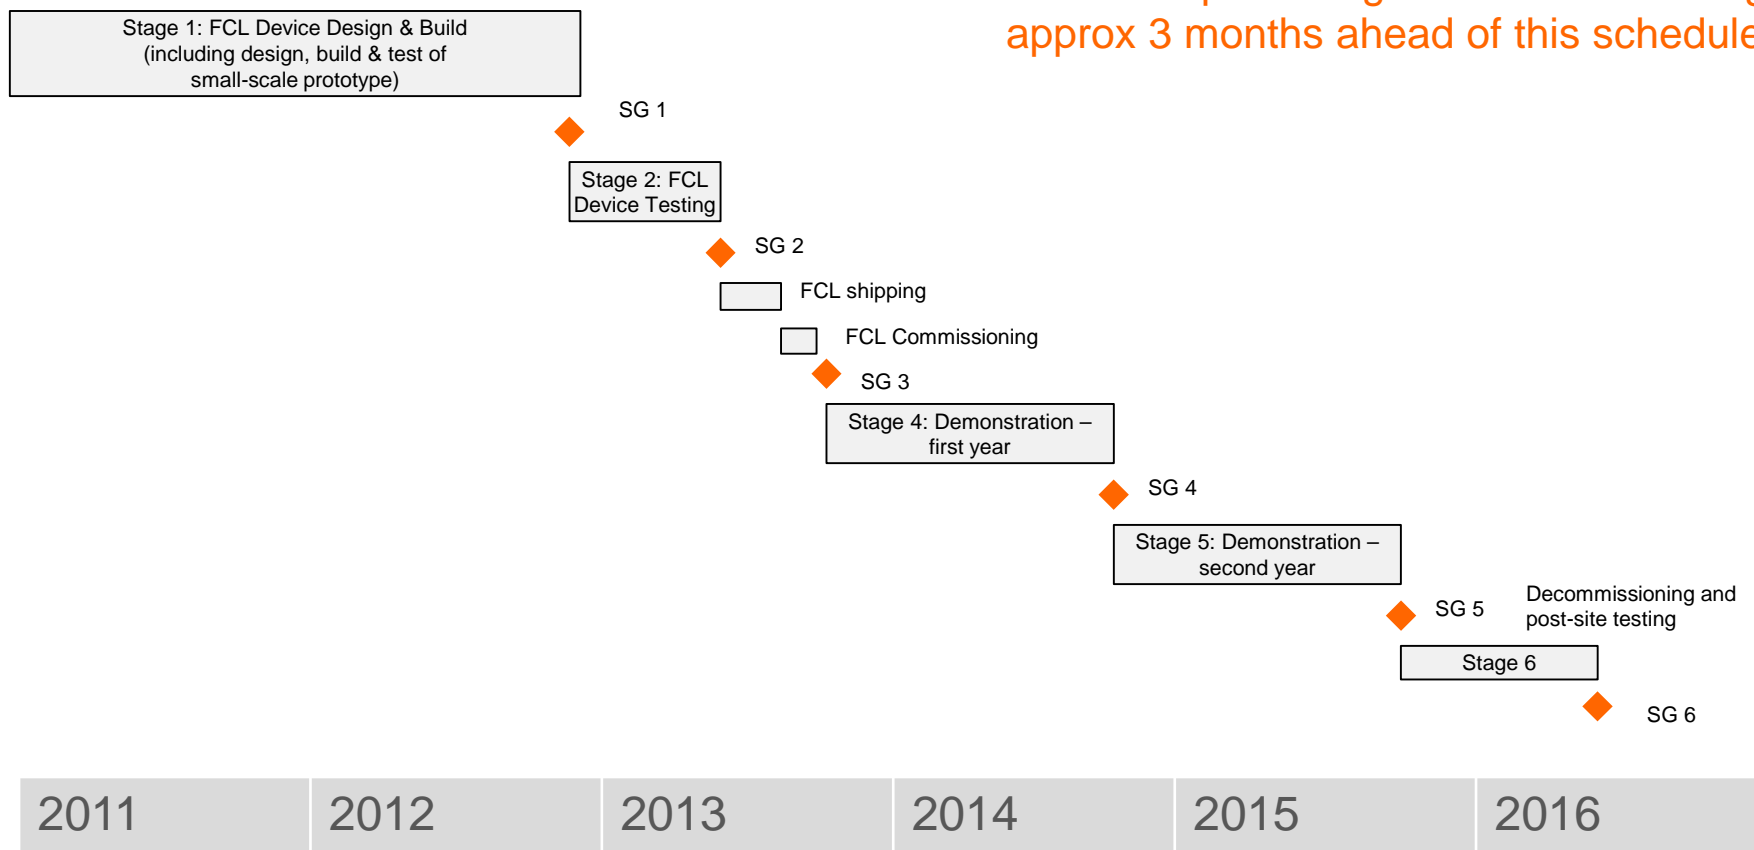 approx 3 months ahead of this schedule
Stage 1: FCL Device Design & Build
(including design, build & test of
small-scale prototype)
SG 1
Stage 2: FCL
Device Testing
SG 2
FCL shipping
FCL Commissioning
SG 3
Stage 4: Demonstration –
first year
SG 4
Stage 5: Demonstration –
second year
SG 5
Decommissioning and
post-site testing
Stage 6
SG 6
2011
2012
2013
2014
2015
2016